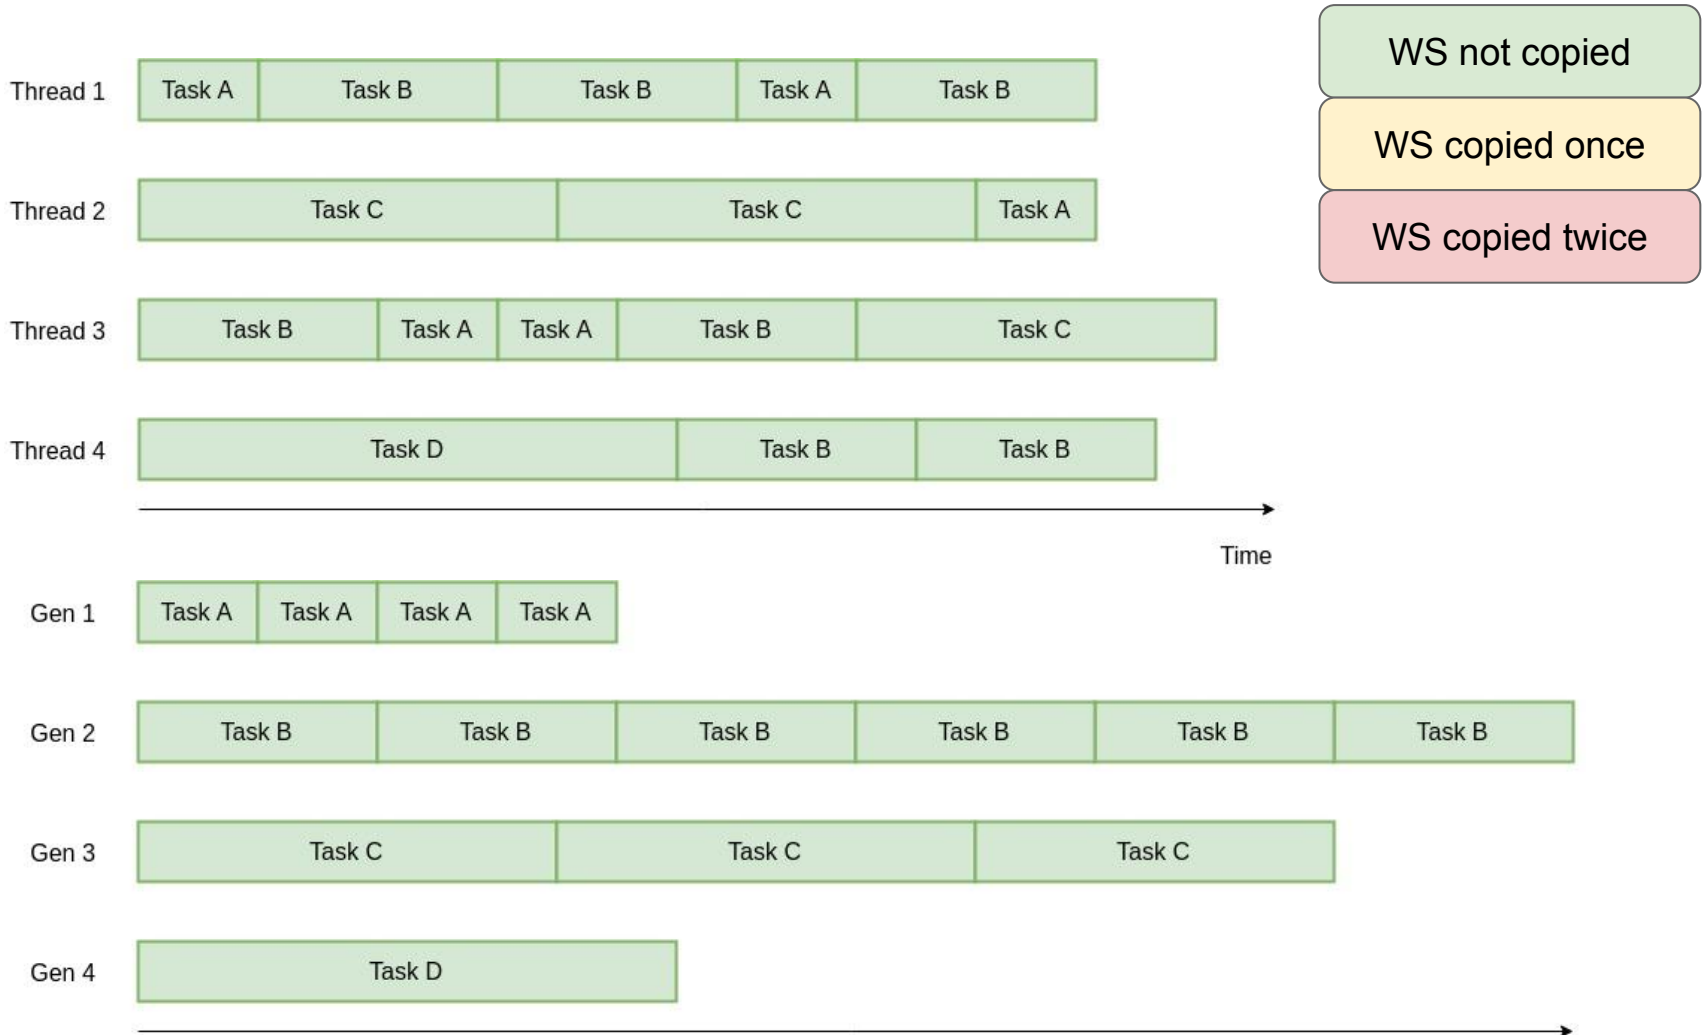 WS not copied
WS copied once
WS copied twice
Thread 1 Task A Task B Task B Task A Task B
Thread 2 Task C Task C Task A
Thread 3 Task B Task A Task A Task B Task C
Thread 4 Task D Task B Task B
Time
Gen 1 Task A Task A Task A Task A
Gen 2 Task B Task B Task B Task B Task B Task B
Gen 3 Task C Task C Task C
Gen 4 Task D